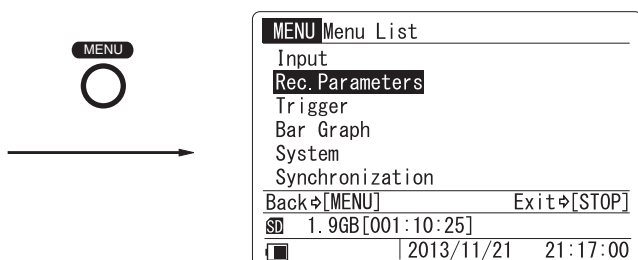 MENU
MENU Menu List
Input
Rec.Parameters
Trigger
Bar Graph
System
Synchronization
Back⇨[MENU] Exit⇨[STOP]
SD 1.9GB[001:10:25]
2013/11/21 21:17:00